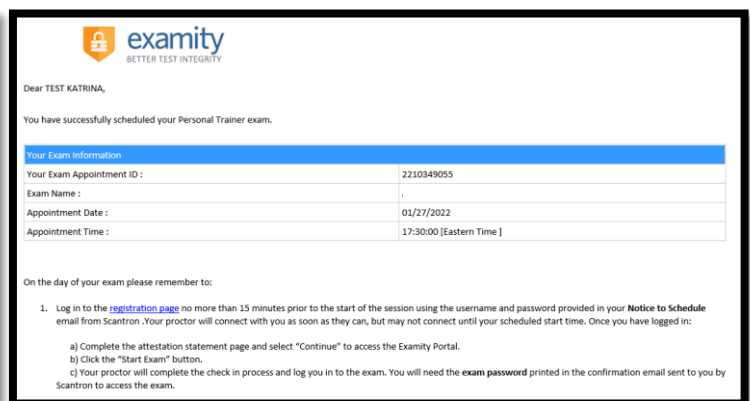 examity
BETTER TEST INTEGRITY
Dear TEST KATRINA,
You have successfully scheduled your Personal Trainer exam.
Your Exam Information
Your Exam Appointment ID : 2210349055
Exam Name : .
Appointment Date : 01/27/2022
Appointment Time : 17:30:00 [Eastern Time ]
On the day of your exam please remember to:
1. Log in to the registration page no more than 15 minutes prior to the start of the session using the username and password provided in your Notice to Schedule
email from Scantron .Your proctor will connect with you as soon as they can, but may not connect until your scheduled start time. Once you have logged in:
a) Complete the attestation statement page and select “Continue” to access the Examity Portal.
b) Click the “Start Exam” button.
c) Your proctor will complete the check in process and log you in to the exam. You will need the exam password printed in the confirmation email sent to you by
Scantron to access the exam.